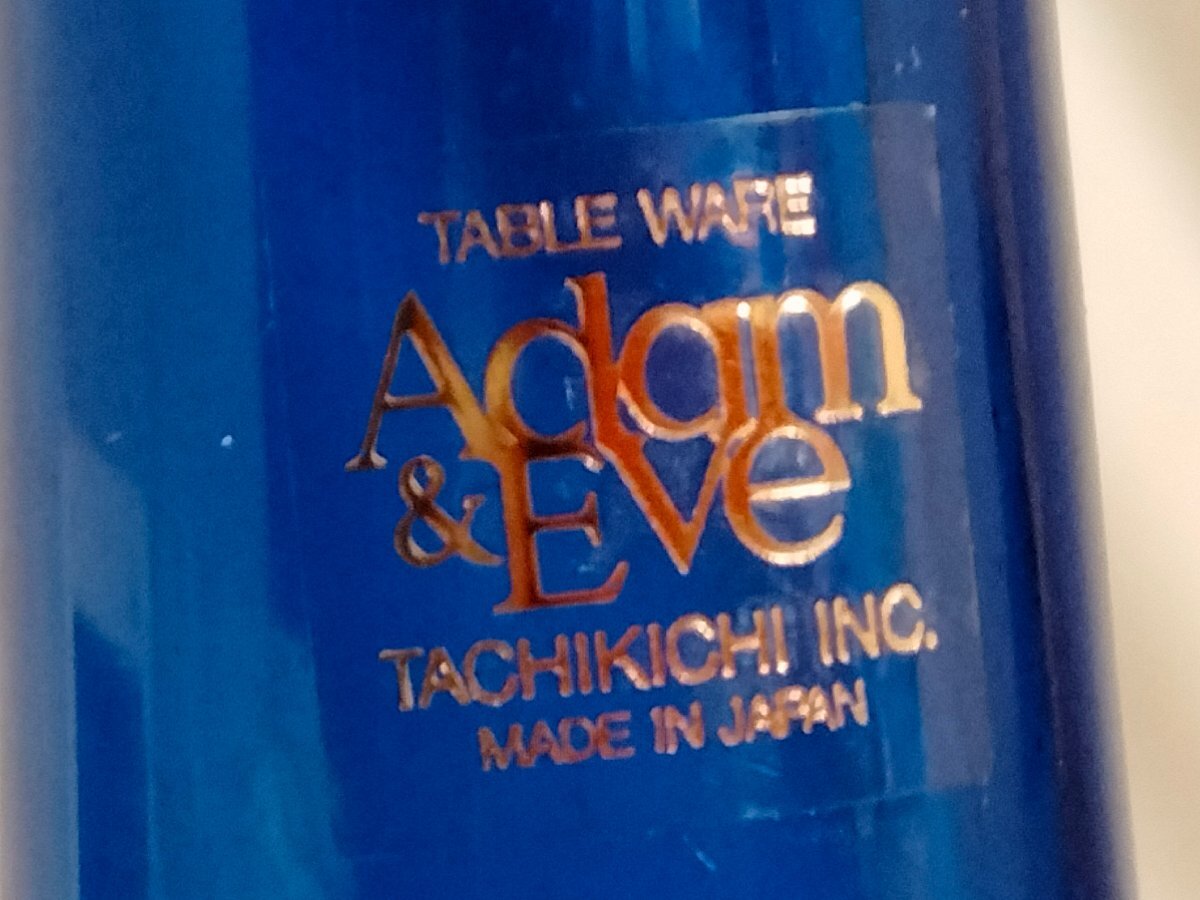 TABLE WARE
Adam
& Eve
TACHIKICHI INC.
MADE IN JAPAN